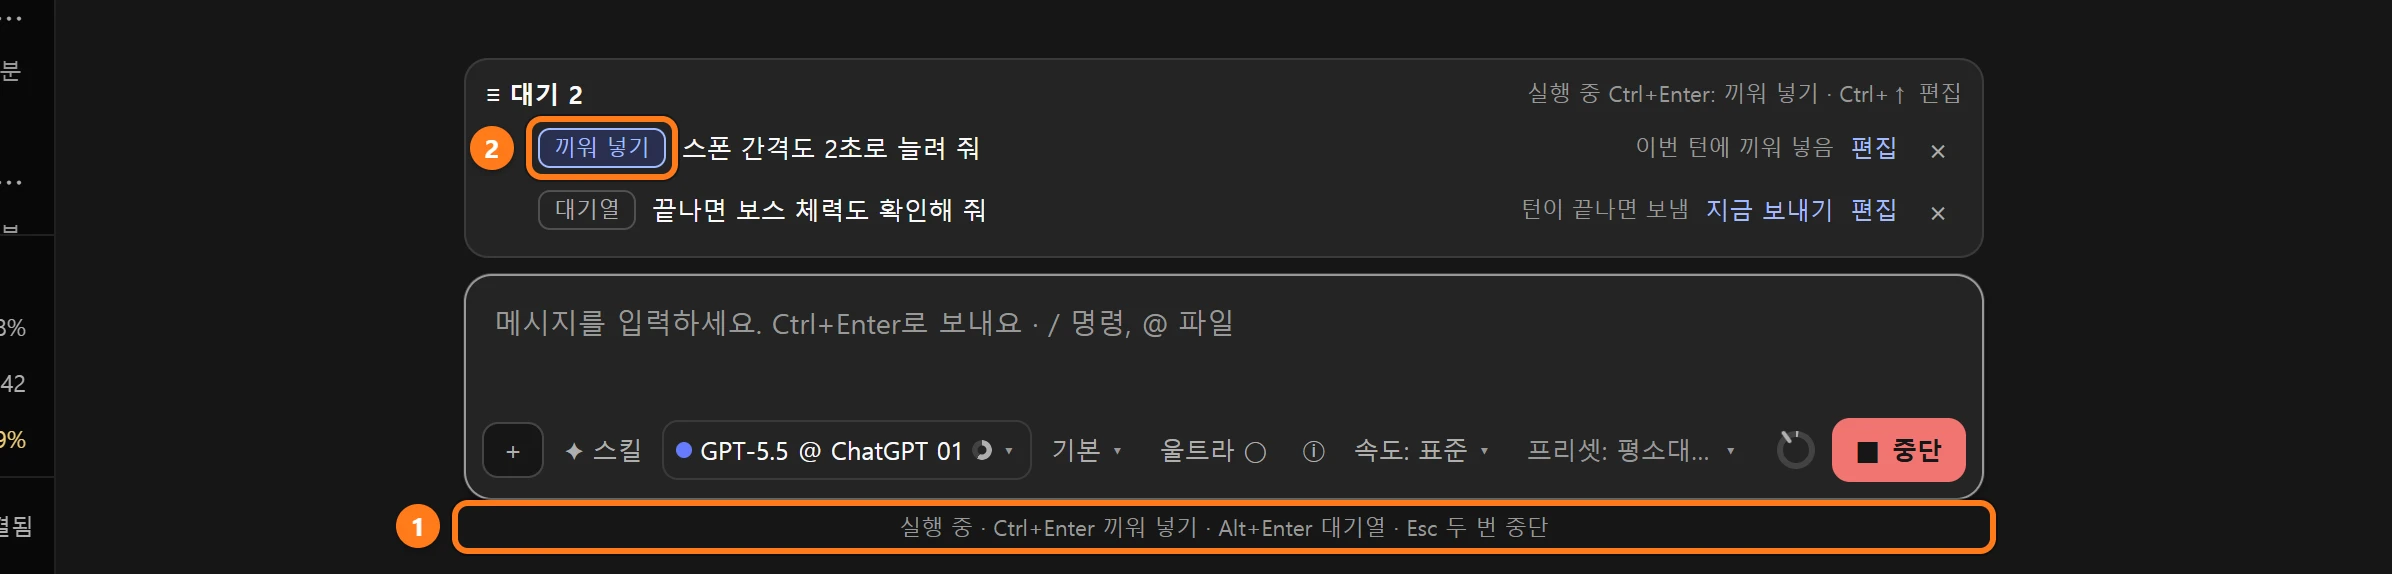 ...
분
≡ 대기 2
실행 중 Ctrl+Enter: 끼워 넣기 · Ctrl+↑ 편집
2
끼워 넣기 스폰 간격도 2초로 늘려 줘
이번 턴에 끼워 넣음 편집 ×
...
대기열 끝나면 보스 체력도 확인해 줘
턴이 끝나면 보냄 지금 보내기 편집 ×
메시지를 입력하세요. Ctrl+Enter로 보내요 · / 명령, @ 파일
%
42
9%
+ ✦ 스킬 GPT-5.5 @ ChatGPT 01 ▾ 기본 ▾ 울트라 ⓘ 속도: 표준 ▾ 프리셋: 평소대... ▾ ■ 중단
1
실행 중 · Ctrl+Enter 끼워 넣기 · Alt+Enter 대기열 · Esc 두 번 중단
결됨